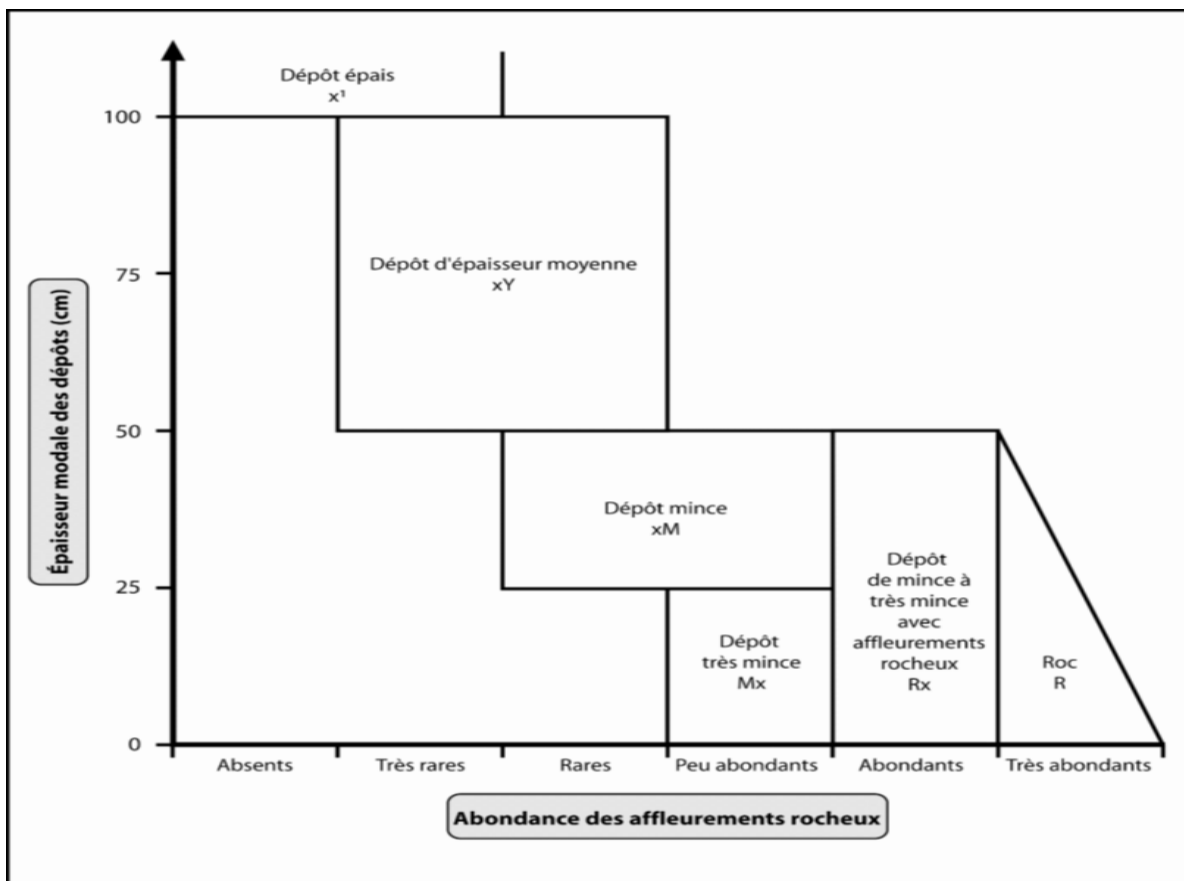 Dépôt épais
x¹
100
Dépôt d'épaisseur moyenne
xY
75
Épaisseur modale des dépôts (cm)
50
Dépôt mince
xM
25
Dépôt
très mince
Mx
Dépôt
de mince à
très mince
avec
affleurements
rocheux
Rx
Roc
R
0
Absents
Très rares
Rares
Peu abondants
Abondants
Très abondants
Abondance des affleurements rocheux